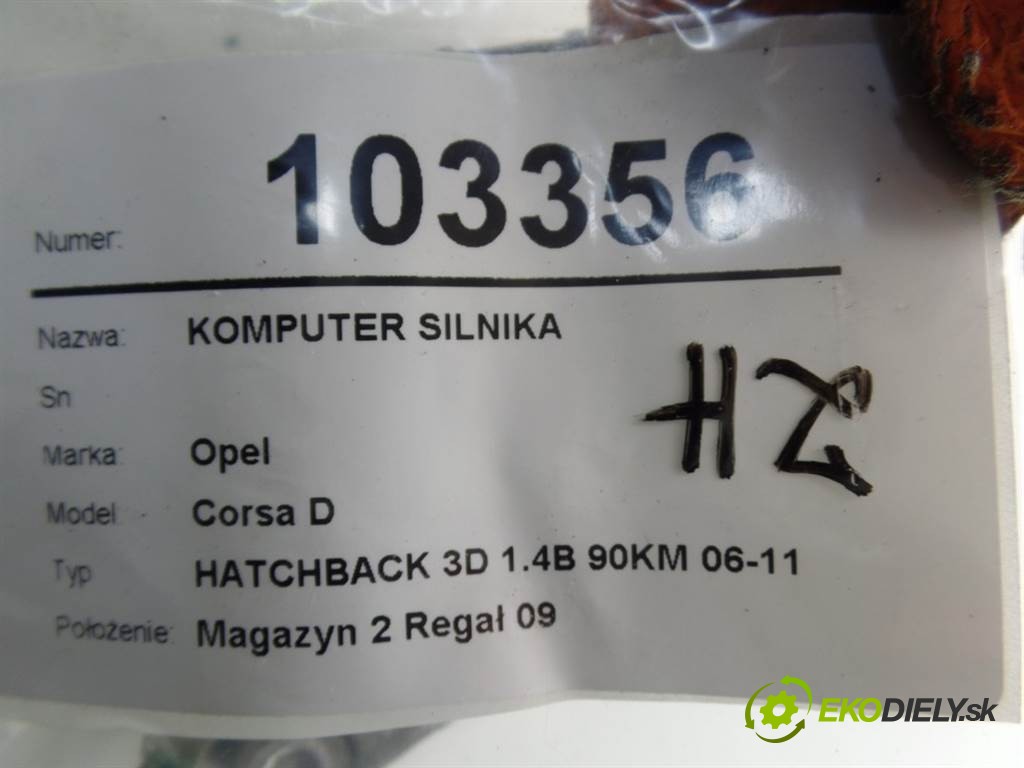 Numer: 103356
Nazwa: KOMPUTER SILNIKA
Sn
Marka: Opel
Model Corsa D
Typ HATCHBACK 3D 1.4B 90KM 06-11
Położenie: Magazyn 2 Regał 09
EKODIELY.sk